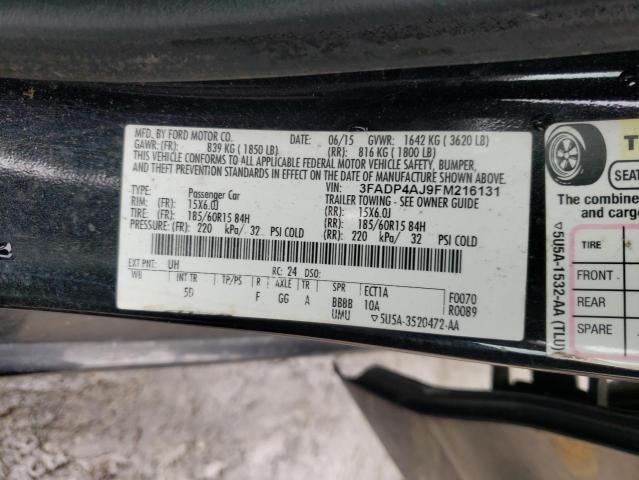 MFD. BY FORD MOTOR CO. DATE: 06/15 GVWR: 1642 KG ( 3620 LB)
GAWR: (FR): 839 KG ( 1850 LB) (RR): 816 KG ( 1800 LB)
THIS VEHICLE CONFORMS TO ALL APPLICABLE FEDERAL MOTOR VEHICLE SAFETY, BUMPER,
AND THEFT PREVENTION STANDARDS IN EFFECT ON THE DATE OF MANUFACTURE SHOWN ABOVE.
VIN: 3FADP4AJ9FM216131
TYPE: Passenger Car TRAILER TOWING - SEE OWNER GUIDE
RIM: (FR): 15X6.0J (RR): 15X6.0J
TIRE: (FR): 185/60R15 84H (RR): 185/60R15 84H
PRESSURE: (FR): 220 kPa/ 32 PSI COLD (RR): 220 kPa/ 32 PSI COLD
EXT PNT: UH RC: 24 DSO:
WB INT TR TP/PS R AXLE TR SPR ECT1A F0070
5D F GG A BBBB 10A R0089
UMU ▽5U5A-3520472-AA
SEAT
The combine
and carg
TIRE
FRONT
REAR
SPARE
▽5U5A-1532-AA (TLU)